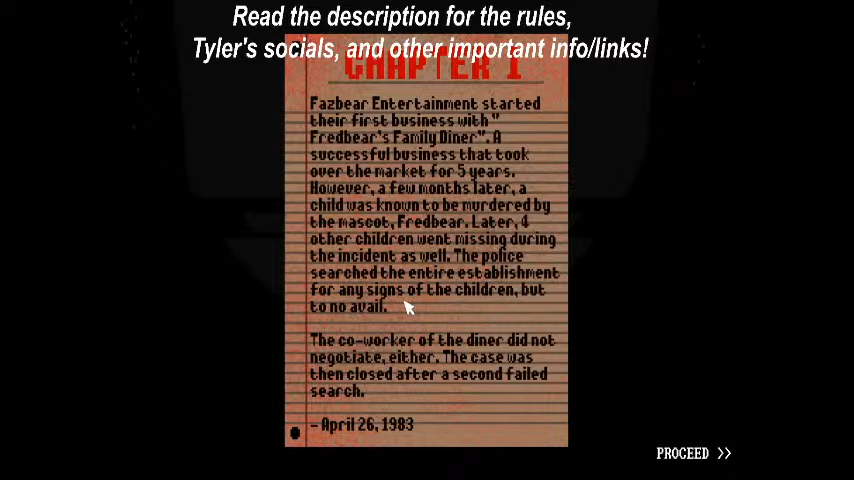 Read the description for the rules,
Tyler's socials, and other important info/links!
CHAPTER 1
Fazbear Entertainment started
their first business with "
Fredbear's Family Diner". A
successful business that took
over the market for 5 years.
However, a few months later, a
child was known to be murdered by
the mascot, Fredbear. Later, 4
other children went missing during
the incident as well. The police
searched the entire establishment
for any signs of the children, but
to no avail.
The co-worker of the diner did not
negotiate, either. The case was
then closed after a second failed
search.
- April 26, 1983
PROCEED >>